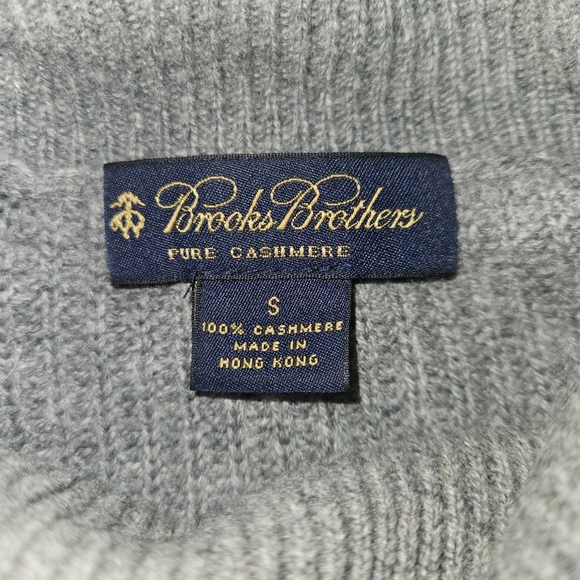 Brooks Brothers
PURE CASHMERE
S
100% CASHMERE
MADE IN
HONG KONG